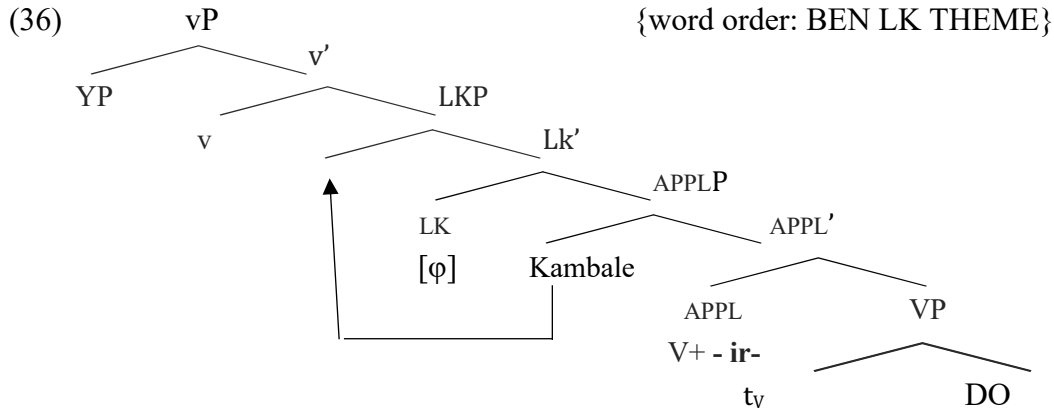 (36) vP {word order: BEN LK THEME}
v’
YP LKP
v Lk’
APPLP
LK APPL’
[φ] Kambale
APPL VP
V+ - ir-
tV DO